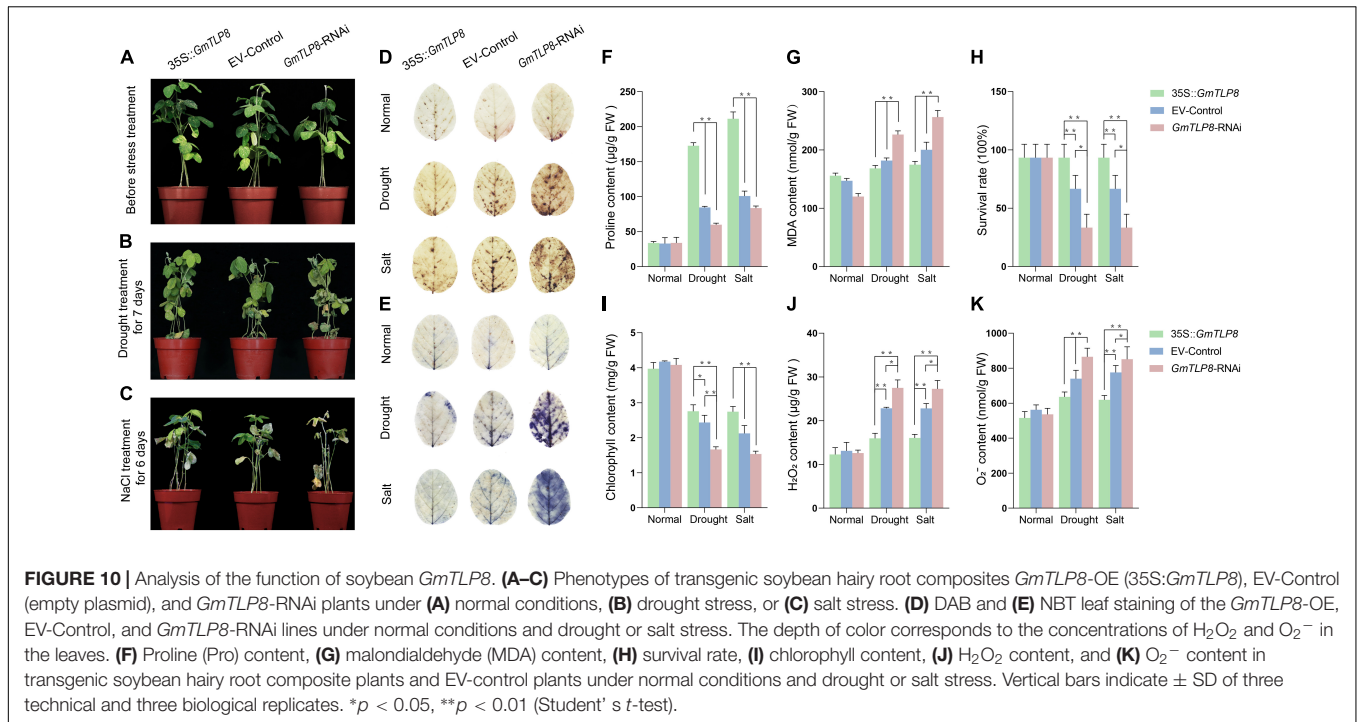 35S::GmTLP8 EV-Control GmTLP8-RNAi
A
Before stress treatment
B
Drought treatment
for 7 days
C
NaCl treatment
for 6 days
35S::GmTLP8 EV-Control GmTLP8-RNAi
D
Normal
Drought
Salt
E
Normal
Drought
Salt
F
Proline content (µg/g FW)
250
200
150
100
50
0
* *
* *
Normal Drought Salt
G
MDA content (nmol/g FW)
400
300
200
100
0
* *
* *
Normal Drought Salt
H
Survival rate (100%)
150
100
50
0
* *
* *
*
* *
* *
*
Normal Drought Salt
35S::GmTLP8
EV-Control
GmTLP8-RNAi
I
Chlorophyll content (mg/g FW)
5
4
3
2
1
0
* *
*
* *
* *
Normal Drought Salt
J
H₂O₂ content (µg/g FW)
40
30
20
10
0
* *
*
* *
* *
*
* *
Normal Drought Salt
K
O₂⁻ content (nmol/g FW)
1000
800
600
400
200
0
* *
* *
* *
*
Normal Drought Salt
35S::GmTLP8
EV-Control
GmTLP8-RNAi
FIGURE 10 | Analysis of the function of soybean GmTLP8. (A–C) Phenotypes of transgenic soybean hairy root composites GmTLP8-OE (35S:GmTLP8), EV-Control
(empty plasmid), and GmTLP8-RNAi plants under (A) normal conditions, (B) drought stress, or (C) salt stress. (D) DAB and (E) NBT leaf staining of the GmTLP8-OE,
EV-Control, and GmTLP8-RNAi lines under normal conditions and drought or salt stress. The depth of color corresponds to the concentrations of H₂O₂ and O₂⁻ in
the leaves. (F) Proline (Pro) content, (G) malondialdehyde (MDA) content, (H) survival rate, (I) chlorophyll content, (J) H₂O₂ content, and (K) O₂⁻ content in
transgenic soybean hairy root composite plants and EV-control plants under normal conditions and drought or salt stress. Vertical bars indicate ± SD of three
technical and three biological replicates. *p < 0.05, **p < 0.01 (Student' s t-test).